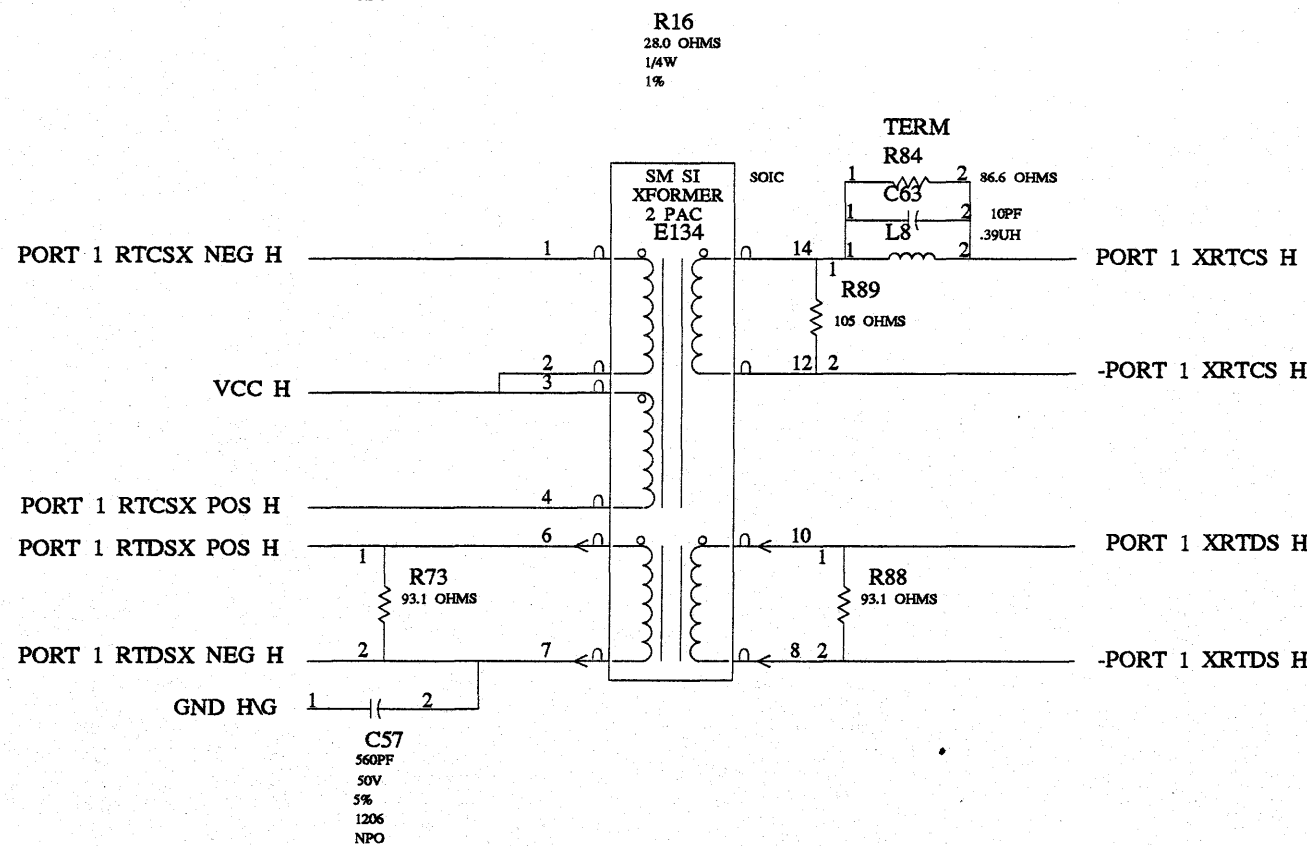 R16
28.0 OHMS
1/4W
1%
TERM
R84
1
2
86.6 OHMS
C63
1
2
10PF
L8
.39UH
1
2
SM SI
XFORMER
2 PAC
E134
SOIC
PORT 1 RTCSX NEG H
1
14
1
PORT 1 XRTCS H
R89
105 OHMS
2
12
2
-PORT 1 XRTCS H
VCC H
3
PORT 1 RTCSX POS H
4
PORT 1 RTDSX POS H
6
10
PORT 1 XRTDS H
1
1
R73
93.1 OHMS
R88
93.1 OHMS
PORT 1 RTDSX NEG H
2
7
8
2
-PORT 1 XRTDS H
GND H\G
1
2
C57
560PF
50V
5%
1206
NPO